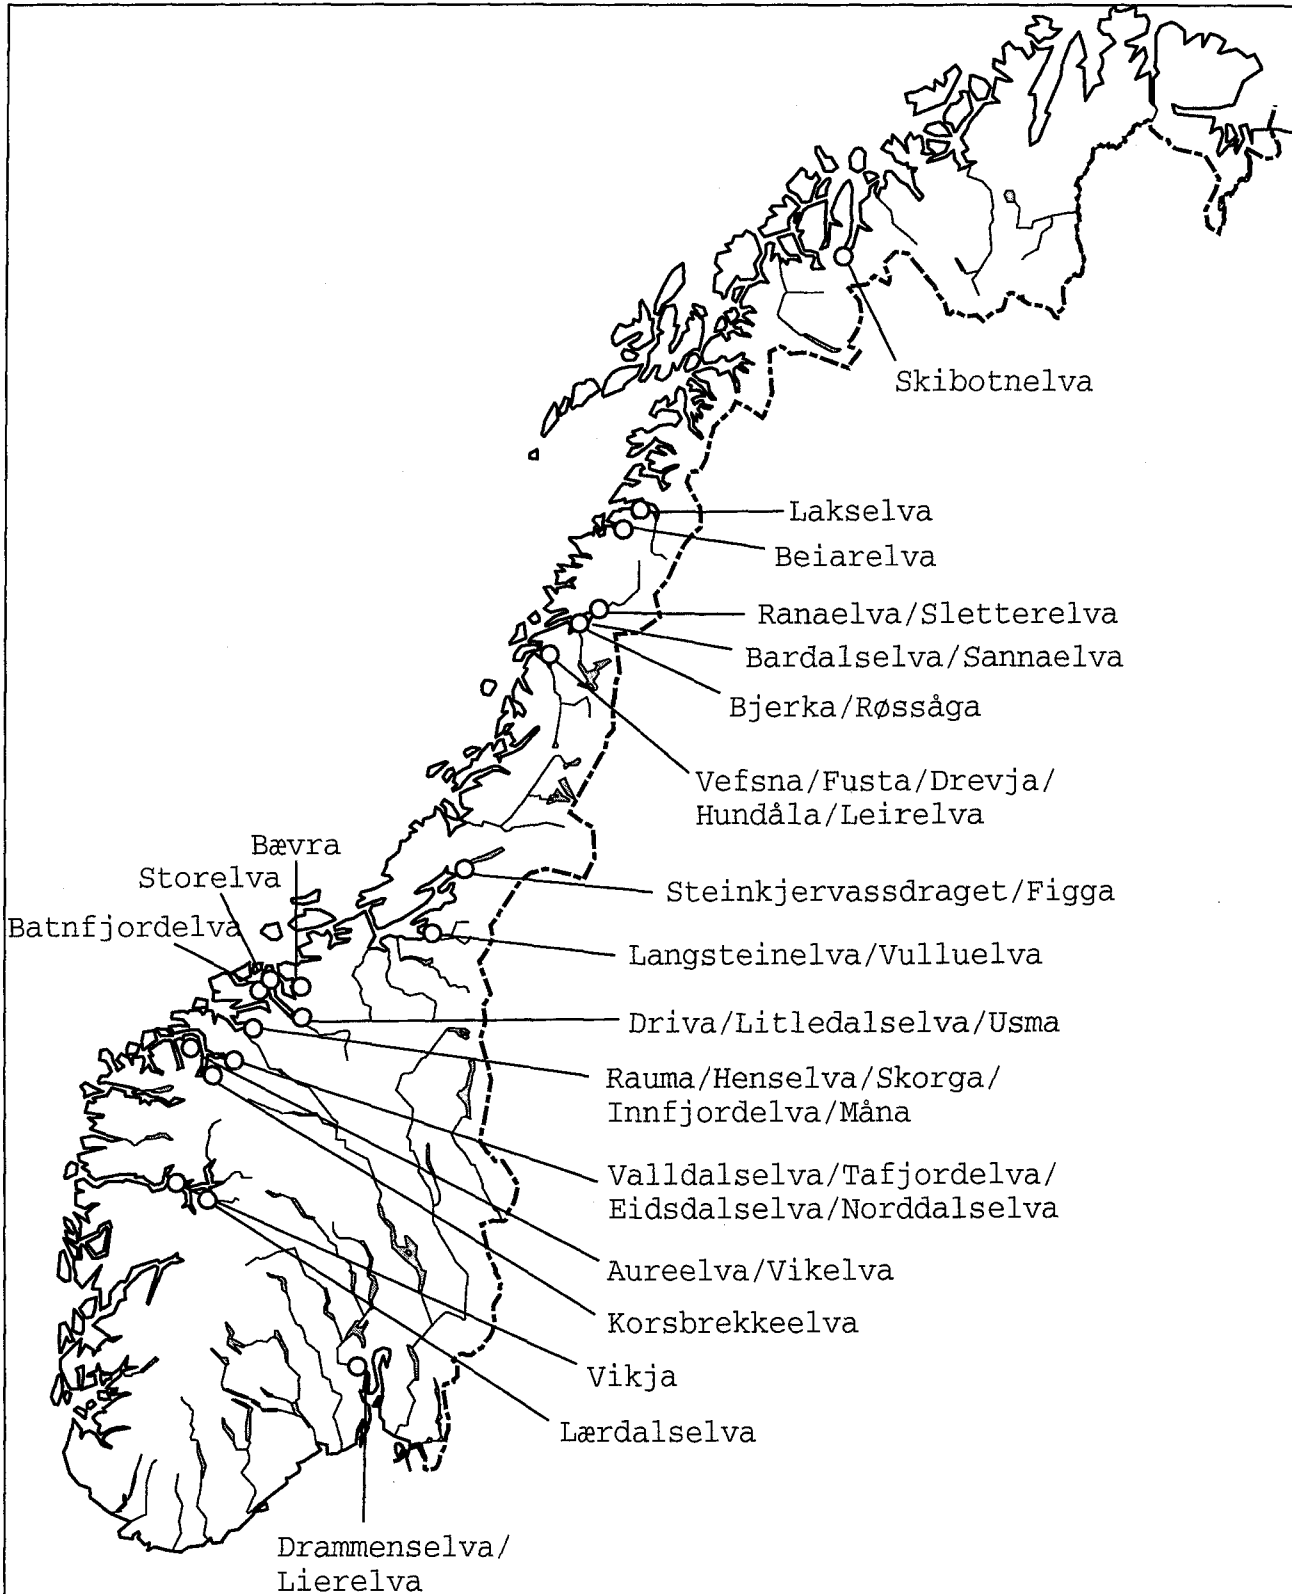 Skibotnelva
Lakselva
Beiarelva
Ranaelva/Sletterelva
Bardalselva/Sannaelva
Bjerka/Røssåga
Vefsna/Fusta/Drevja/
Hundåla/Leirelva
Bævra
Storelva
Batnfjordelva
Steinkjervassdraget/Figga
Langsteinelva/Vulluelva
Driva/Litledalselva/Usma
Rauma/Henselva/Skorga/
Innfjordelva/Måna
Valldalselva/Tafjordelva/
Eidsdalselva/Norddalselva
Aureelva/Vikelva
Korsbrekkeelva
Vikja
Lærdalselva
Drammenselva/
Lierelva